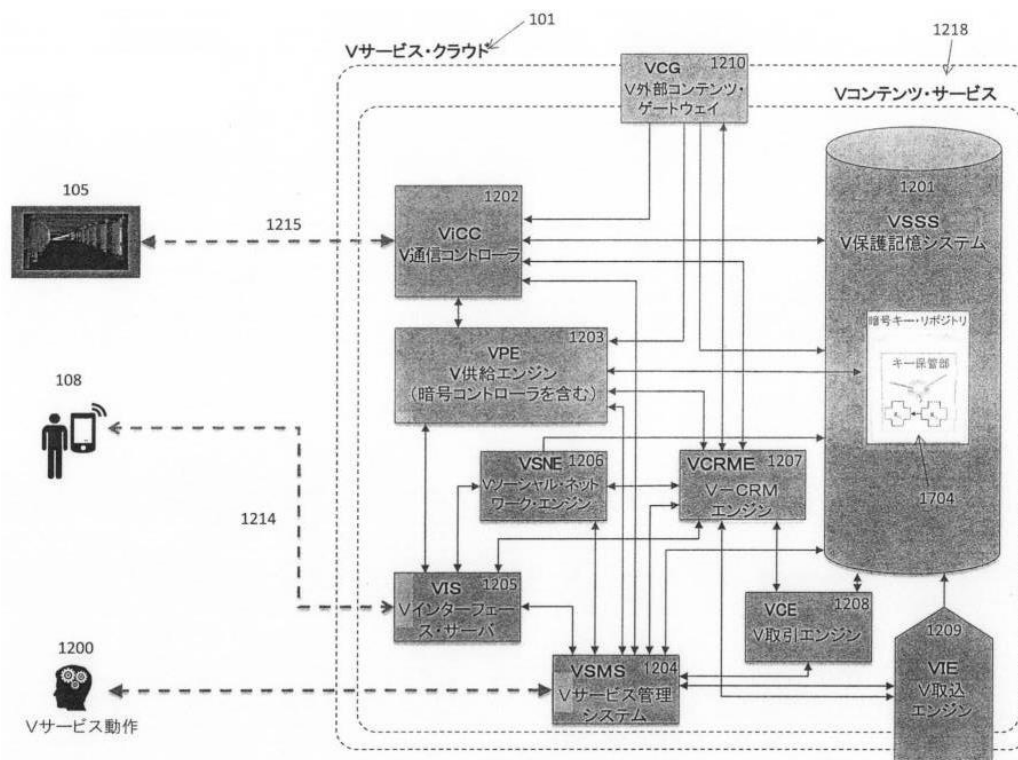 101
Vサービス・クラウド
1218
VCG
1210
V外部コンテンツ・
ゲートウェイ
Vコンテンツ・サービス
105
1215
1202
ViCC
V通信コントローラ
1201
VSSS
V保護記憶システム
1203
VPE
V供給エンジン
(暗号コントローラを含む)
暗号キー・リポジトリ
キー保管部
1704
108
1214
VSNE
1206
Vソーシャル・ネット
ワーク・エンジン
VCRME
1207
V-CRM
エンジン
VIS
1205
Vインターフェー
ス・サーバ
VCE
1208
V取引エンジン
1209
VIE
V取込
エンジン
1200
Vサービス動作
VSMS
1204
Vサービス管理
システム